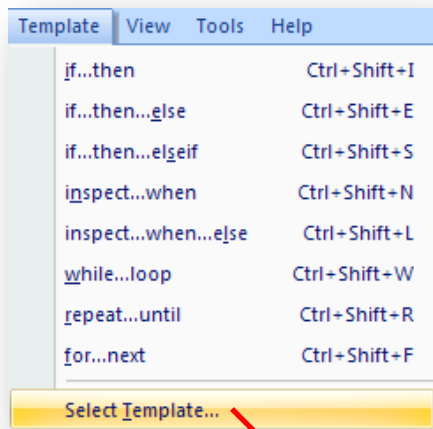 Template View Tools Help
if...then Ctrl+Shift+I
if...then...else Ctrl+Shift+E
if...then...elseif Ctrl+Shift+S
inspect...when Ctrl+Shift+N
inspect...when...else Ctrl+Shift+L
while...loop Ctrl+Shift+W
repeat...until Ctrl+Shift+R
for...next Ctrl+Shift+F
Select Template...